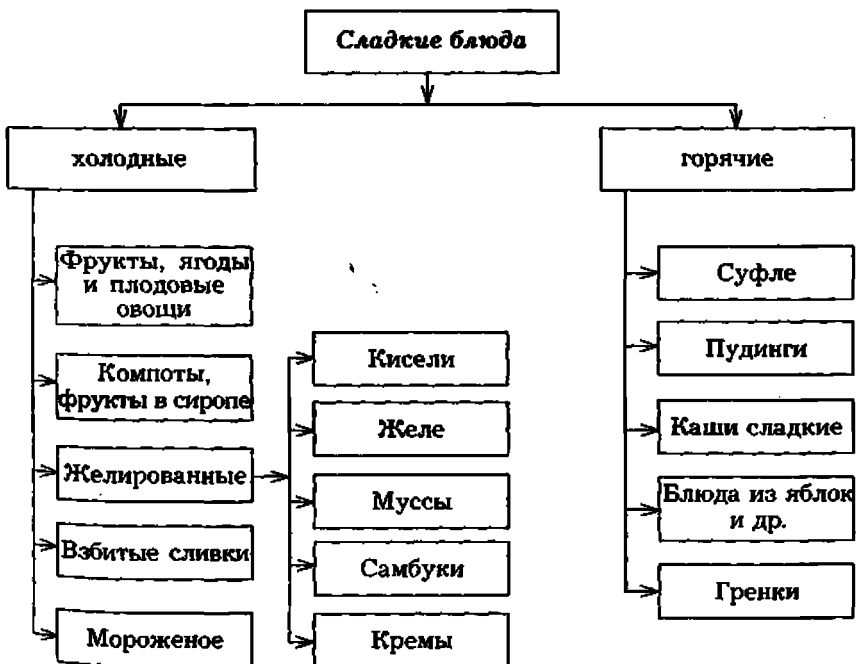 Сладкие блюда
холодные
горячие
Фрукты, ягоды
и плодовые
овощи
Компоты,
фрукты в сиропе
Желированные
Взбитые сливки
Мороженое
Кисели
Желе
Муссы
Самбуки
Кремы
Суфле
Пудинги
Каши сладкие
Блюда из яблок
и др.
Гренки